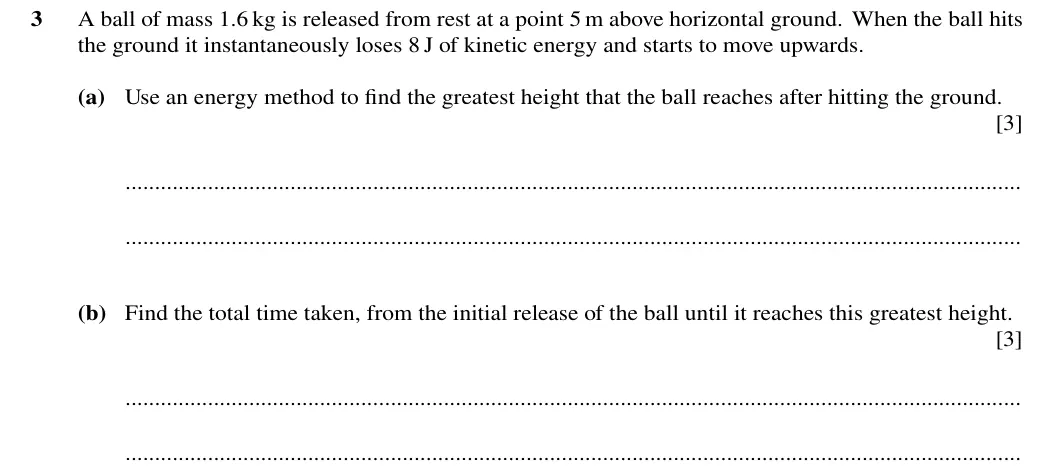 3 A ball of mass 1.6 kg is released from rest at a point 5 m above horizontal ground. When the ball hits
the ground it instantaneously loses 8 J of kinetic energy and starts to move upwards.
(a) Use an energy method to find the greatest height that the ball reaches after hitting the ground.
[3]
(b) Find the total time taken, from the initial release of the ball until it reaches this greatest height.
[3]